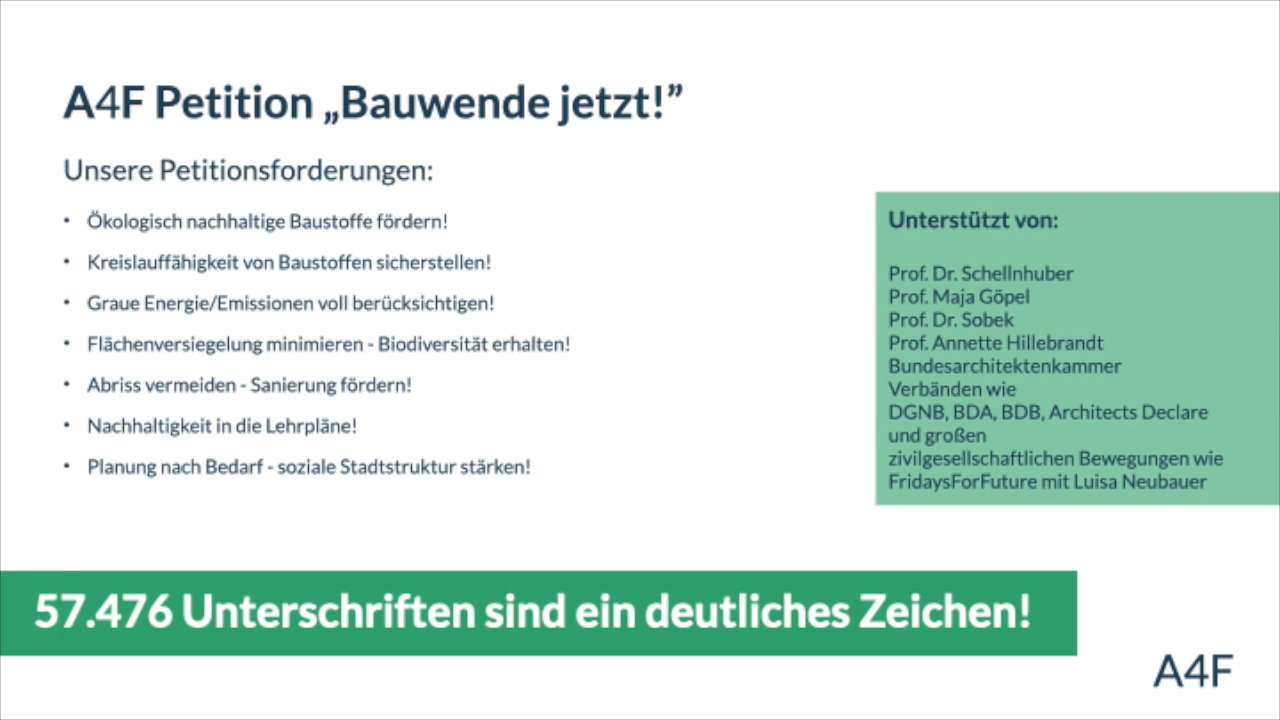 A4F Petition „Bauwende jetzt!”
Unsere Petitionsforderungen:
• Ökologisch nachhaltige Baustoffe fördern!
• Kreislauffähigkeit von Baustoffen sicherstellen!
• Graue Energie/Emissionen voll berücksichtigen!
• Flächenversiegelung minimieren - Biodiversität erhalten!
• Abriss vermeiden - Sanierung fördern!
• Nachhaltigkeit in die Lehrpläne!
• Planung nach Bedarf - soziale Stadtstruktur stärken!
Unterstützt von:
Prof. Dr. Schellnhuber
Prof. Maja Göpel
Prof. Dr. Sobek
Prof. Annette Hillebrandt
Bundesarchitektenkammer
Verbänden wie
DGNB, BDA, BDB, Architects Declare
und großen
zivilgesellschaftlichen Bewegungen wie
FridaysForFuture mit Luisa Neubauer
57.476 Unterschriften sind ein deutliches Zeichen!
A4F